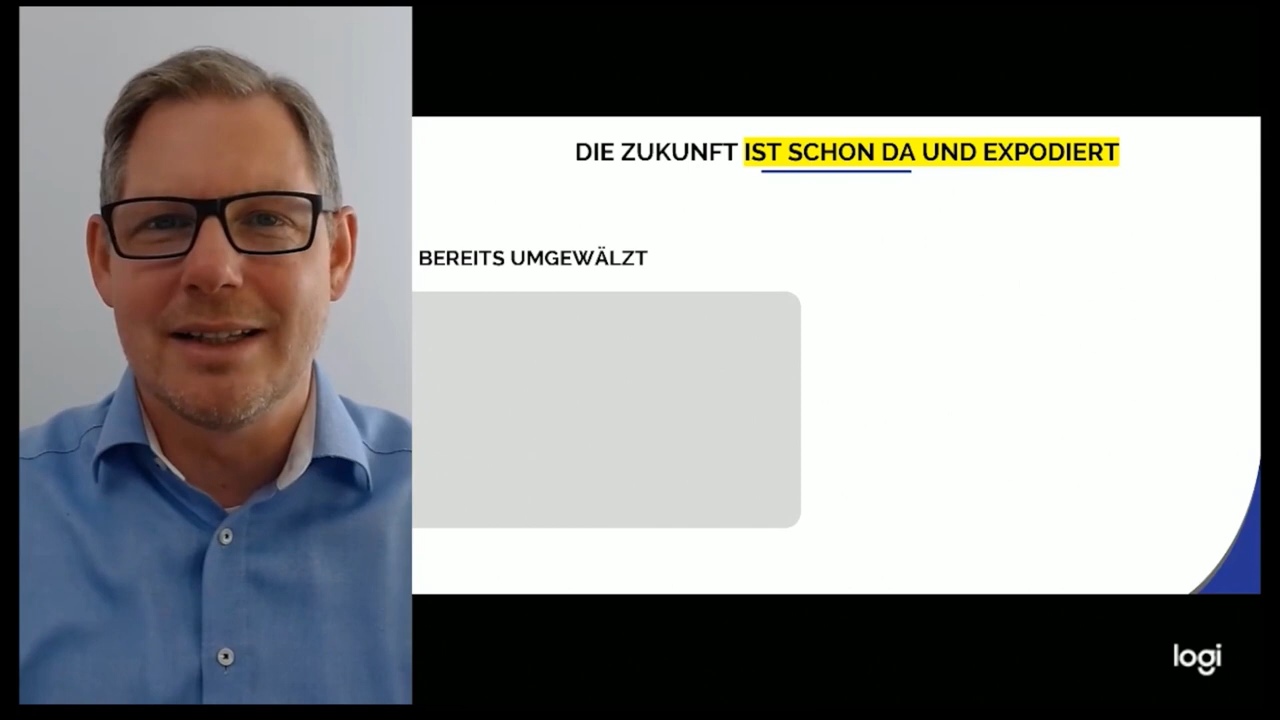 DIE ZUKUNFT IST SCHON DA UND EXPODIERT
BEREITS UMGEWÄLZT
logi